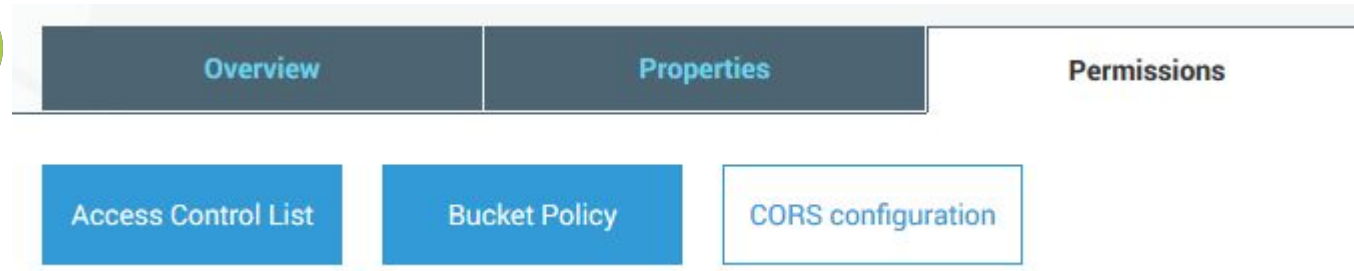 Overview Properties Permissions
Access Control List Bucket Policy CORS configuration